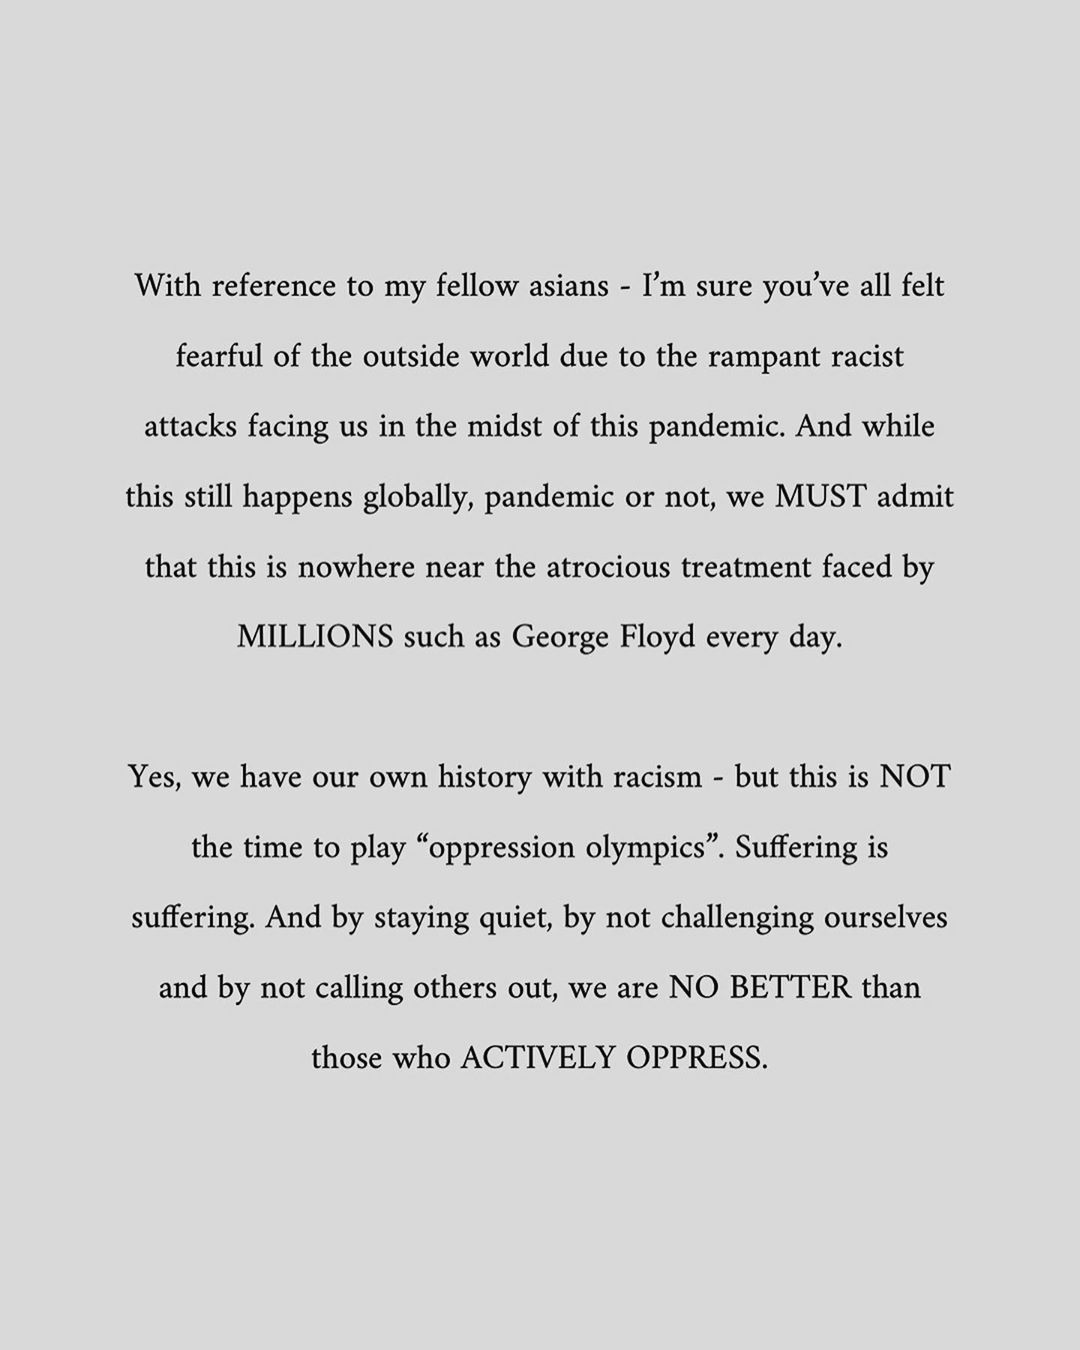 With reference to my fellow asians - I’m sure you’ve all felt
fearful of the outside world due to the rampant racist
attacks facing us in the midst of this pandemic. And while
this still happens globally, pandemic or not, we MUST admit
that this is nowhere near the atrocious treatment faced by
MILLIONS such as George Floyd every day.
Yes, we have our own history with racism - but this is NOT
the time to play “oppression olympics”. Suffering is
suffering. And by staying quiet, by not challenging ourselves
and by not calling others out, we are NO BETTER than
those who ACTIVELY OPPRESS.